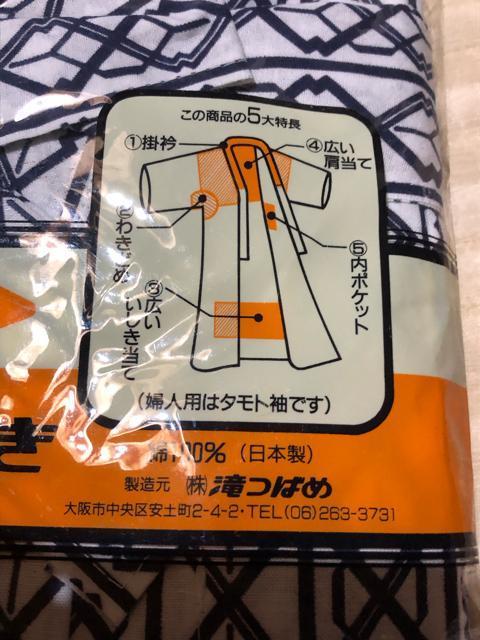 この商品の5大特長
①掛衿
④広い
肩当て
②わきざめ
⑤内ポケット
③広い
いしき当て
(婦人用はタモト袖です)
き
綿100%(日本製)
製造元 ㈱滝つばめ
大阪市中央区安土町2-4-2・TEL(06)263-3731